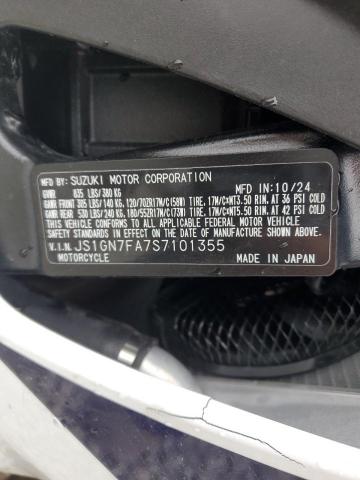 MFD BY: SUZUKI MOTOR CORPORATION
MFD IN:10/24
GVWR 835 LBS/380 KG
GAWR FRONT 305 LBS/140 KG, 120/70ZR17M/C(58W) TIRE, 17M/C×MT3.50 RIM, AT 36 PSI COLD
GAWR REAR 530 LBS/240 KG, 180/55ZR17M/C(73W) TIRE, 17M/C×MT5.50 RIM, AT 42 PSI COLD
THIS VEHICLE CONFORMS TO ALL APPLICABLE U.S. FEDERAL MOTOR VEHICLE
SAFETY STANDARDS IN EFFECT ON THE DATE OF MANUFACTURE SHOWN ABOVE.
V.I.N. JS1GN7FA7S7101355
MOTORCYCLE
MADE IN JAPAN